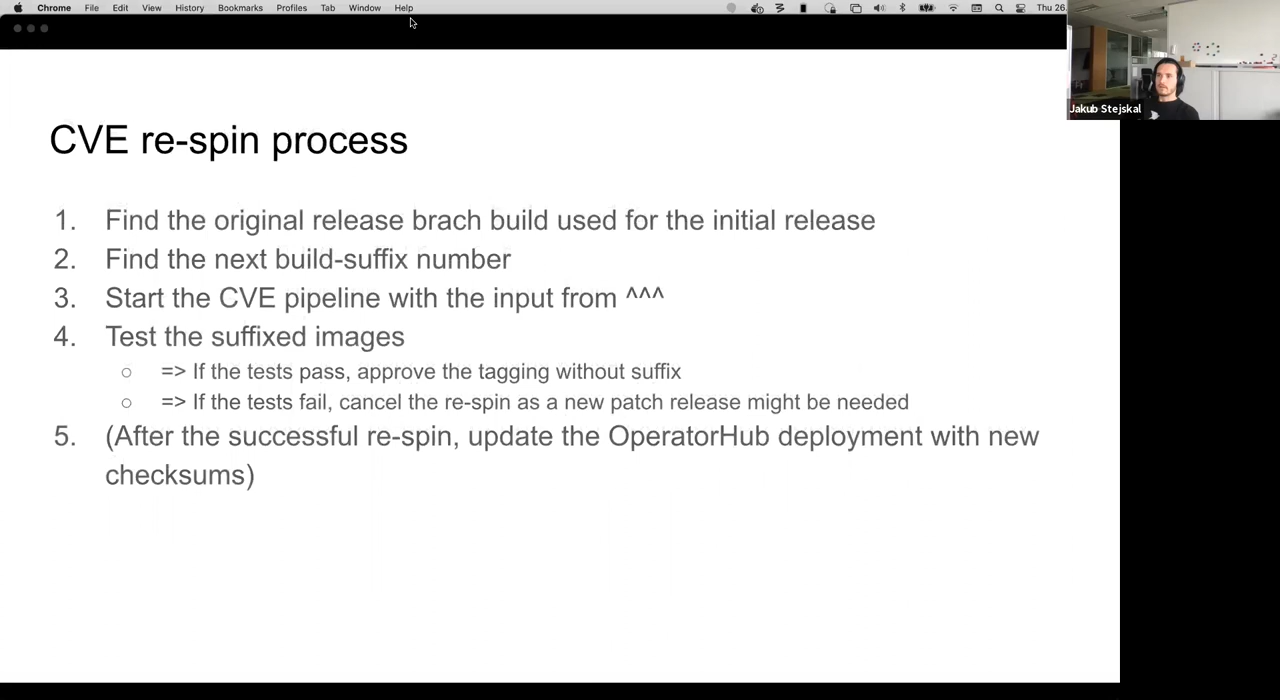 Chrome File Edit View History Bookmarks Profiles Tab Window Help Thu 26.
Jakub Stejskal
CVE re-spin process
1. Find the original release brach build used for the initial release
2. Find the next build-suffix number
3. Start the CVE pipeline with the input from ^^^
4. Test the suffixed images
○ => If the tests pass, approve the tagging without suffix
○ => If the tests fail, cancel the re-spin as a new patch release might be needed
5. (After the successful re-spin, update the OperatorHub deployment with new
checksums)